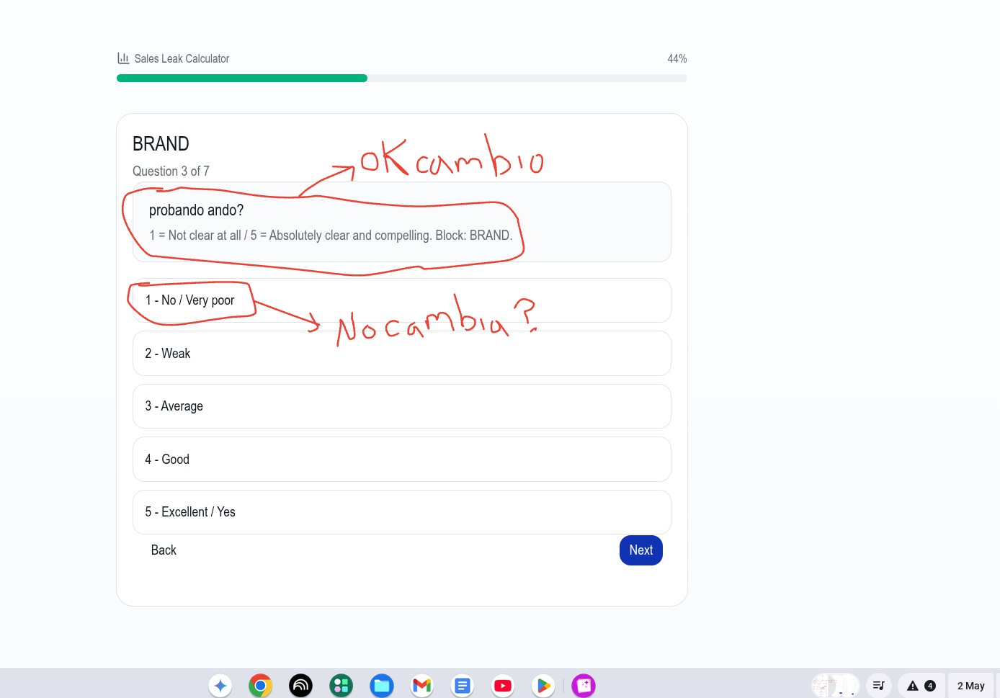 Sales Leak Calculator 44%
BRAND
OK cambio
Question 3 of 7
probando ando?
1 = Not clear at all / 5 = Absolutely clear and compelling. Block: BRAND.
1 - No / Very poor
No cambia?
2 - Weak
3 - Average
4 - Good
5 - Excellent / Yes
Back Next
4 2 May